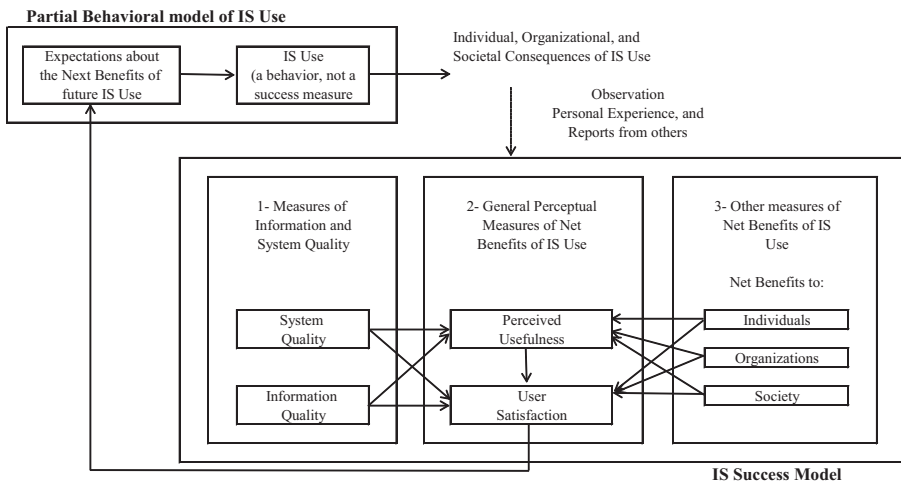 Partial Behavioral model of IS Use
Expectations about
the Next Benefits of
future IS Use
IS Use
(a behavior, not a
success measure
Individual, Organizational, and
Societal Consequences of IS Use
Observation
Personal Experience, and
Reports from others
1- Measures of
Information and
System Quality
System
Quality
Information
Quality
2- General Perceptual
Measures of Net
Benefits of IS Use
Perceived
Usefulness
User
Satisfaction
3- Other measures of
Net Benefits of IS
Use
Net Benefits to:
Individuals
Organizations
Society
IS Success Model